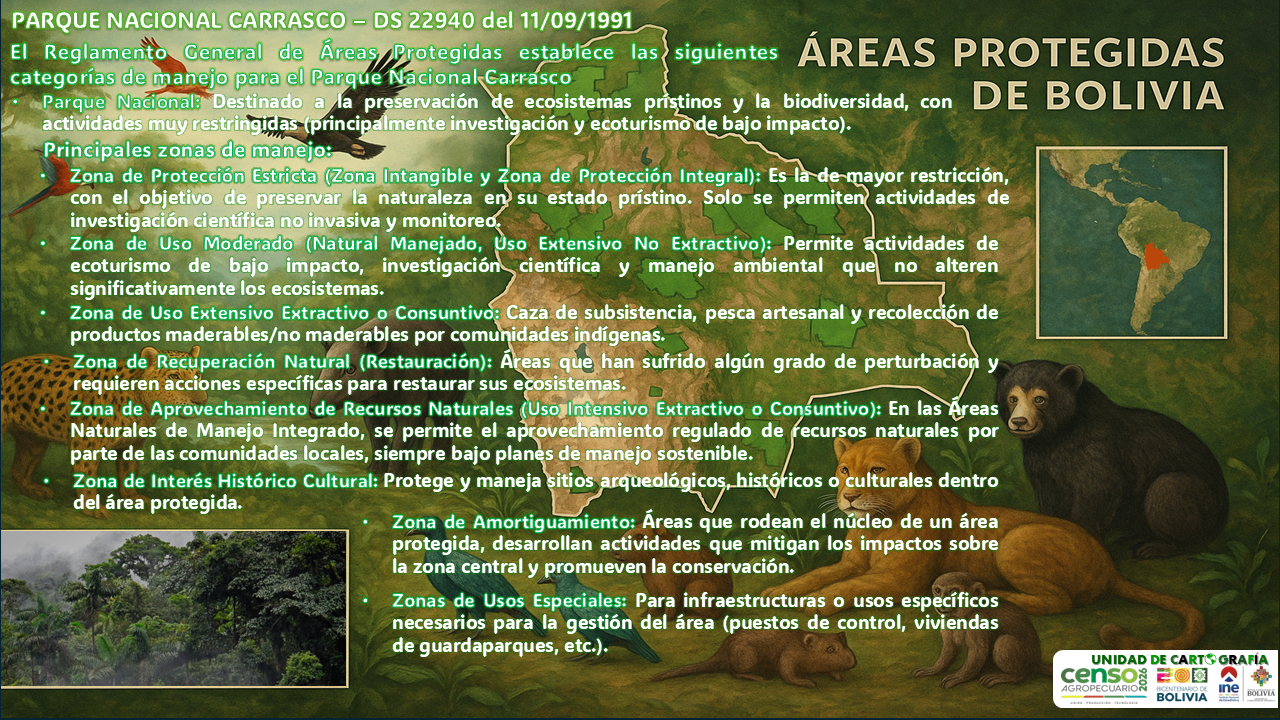 PARQUE NACIONAL CARRASCO – DS 22940 del 11/09/1991
El Reglamento General de Áreas Protegidas establece las siguientes
categorías de manejo para el Parque Nacional Carrasco
ÁREAS PROTEGIDAS
DE BOLIVIA
• Parque Nacional: Destinado a la preservación de ecosistemas prístinos y la biodiversidad, con
actividades muy restringidas (principalmente investigación y ecoturismo de bajo impacto).
Principales zonas de manejo:
• Zona de Protección Estricta (Zona Intangible y Zona de Protección Integral): Es la de mayor restricción,
con el objetivo de preservar la naturaleza en su estado prístino. Solo se permiten actividades de
investigación científica no invasiva y monitoreo.
• Zona de Uso Moderado (Natural Manejado, Uso Extensivo No Extractivo): Permite actividades de
ecoturismo de bajo impacto, investigación científica y manejo ambiental que no alteren
significativamente los ecosistemas.
• Zona de Uso Extensivo Extractivo o Consuntivo: Caza de subsistencia, pesca artesanal y recolección de
productos maderables/no maderables por comunidades indígenas.
• Zona de Recuperación Natural (Restauración): Áreas que han sufrido algún grado de perturbación y
requieren acciones específicas para restaurar sus ecosistemas.
• Zona de Aprovechamiento de Recursos Naturales (Uso Intensivo Extractivo o Consuntivo): En las Áreas
Naturales de Manejo Integrado, se permite el aprovechamiento regulado de recursos naturales por
parte de las comunidades locales, siempre bajo planes de manejo sostenible.
• Zona de Interés Histórico Cultural: Protege y maneja sitios arqueológicos, históricos o culturales dentro
del área protegida.
• Zona de Amortiguamiento: Áreas que rodean el núcleo de un área
protegida, desarrollan actividades que mitigan los impactos sobre
la zona central y promueven la conservación.
• Zonas de Usos Especiales: Para infraestructuras o usos específicos
necesarios para la gestión del área (puestos de control, viviendas
de guardaparques, etc.).
UNIDAD DE CARTOGRAFÍA
censo
AGROPECUARIO
2026
BICENTENARIO DE
BOLIVIA
ine
BOLIVIA